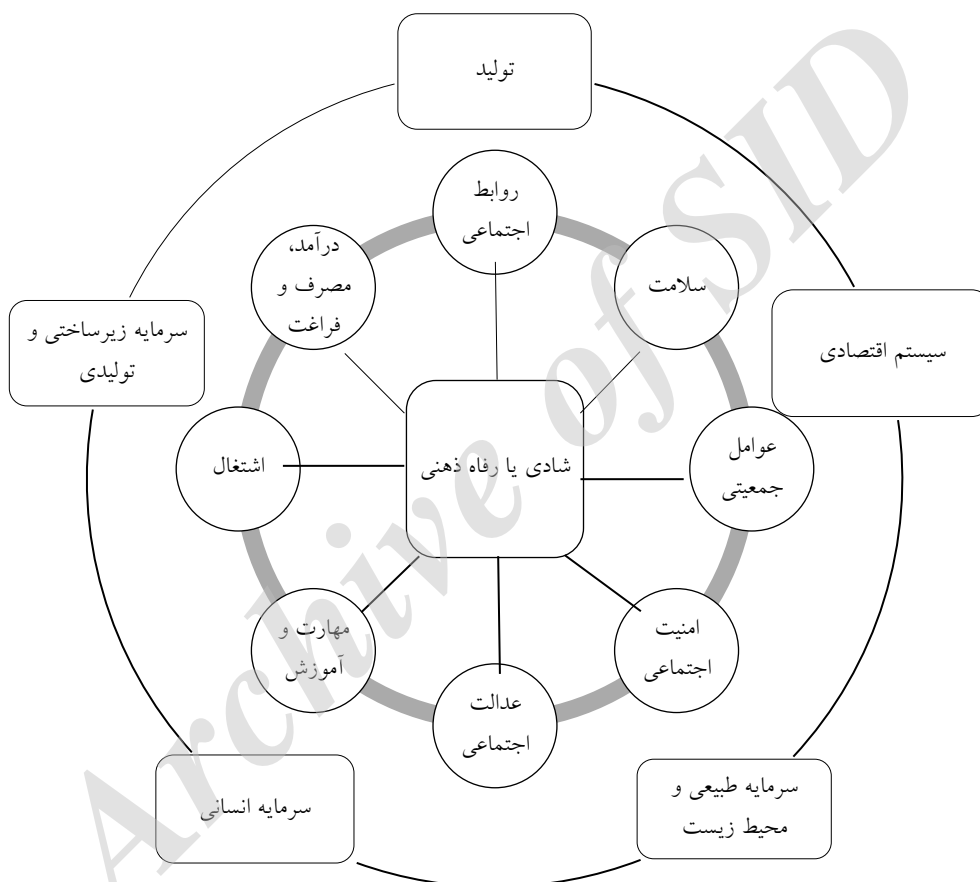 تولید
روابط
اجتماعی
درآمد،
مصرف و
فراغت
سلامت
سرمایه زیرساختی و
تولیدی
سیستم اقتصادی
اشتغال
شادی یا رفاه ذهنی
عوامل
جمعیتی
مهارت و
آموزش
امنیت
اجتماعی
عدالت
اجتماعی
سرمایه انسانی
سرمایه طبیعی و
محیط زیست
Archive of SID